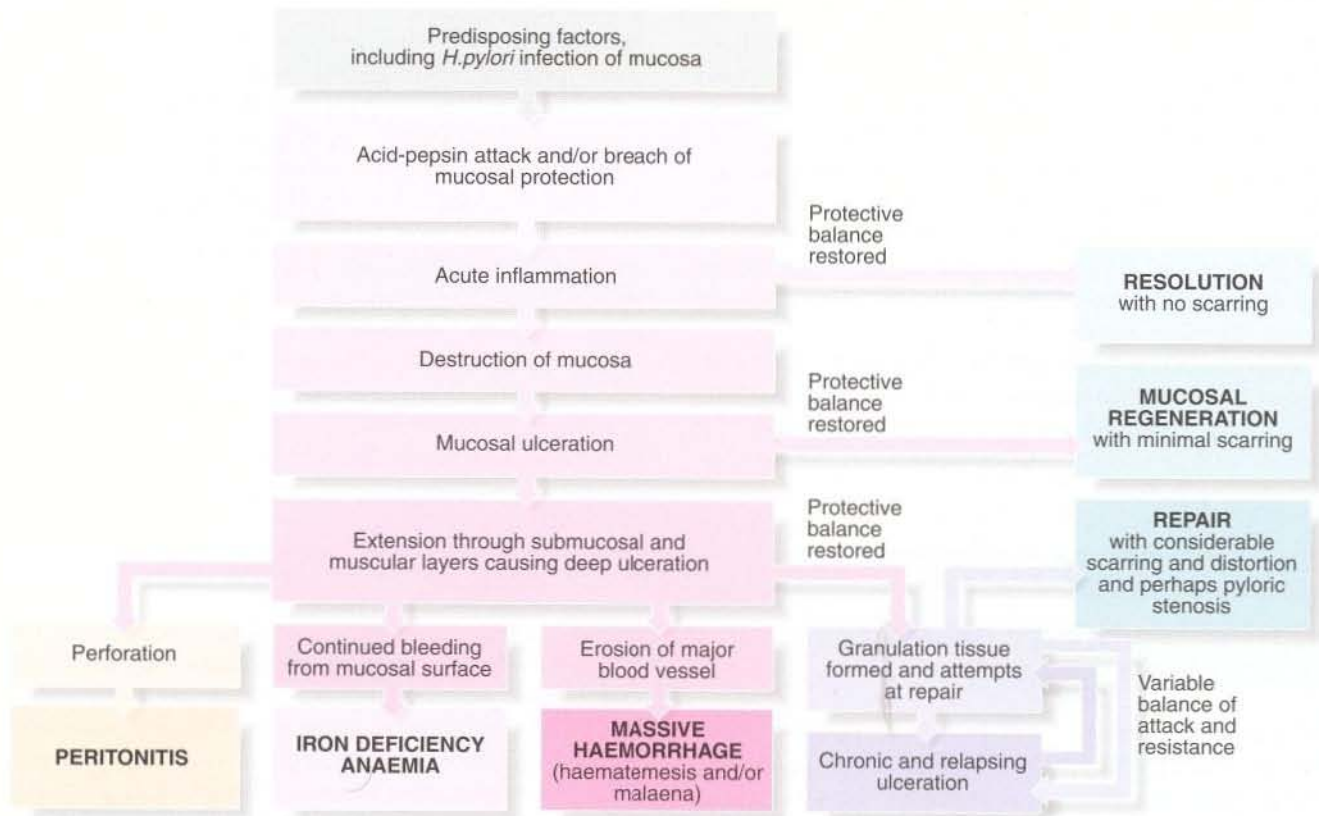 Predisposing factors,
including H.pylori infection of mucosa
Acid-pepsin attack and/or breach of
mucosal protection
Protective
balance
restored
Acute inflammation
RESOLUTION
with no scarring
Destruction of mucosa
Protective
balance
restored
MUCOSAL
REGENERATION
with minimal scarring
Mucosal ulceration
Protective
balance
restored
Extension through submucosal and
muscular layers causing deep ulceration
REPAIR
with considerable
scarring and distortion
and perhaps pyloric
stenosis
Perforation
Continued bleeding
from mucosal surface
Erosion of major
blood vessel
Granulation tissue
formed and attempts
at repair
Variable
balance of
attack and
resistance
PERITONITIS
IRON DEFICIENCY
ANAEMIA
MASSIVE
HAEMORRHAGE
(haematemesis and/or
malaena)
Chronic and relapsing
ulceration